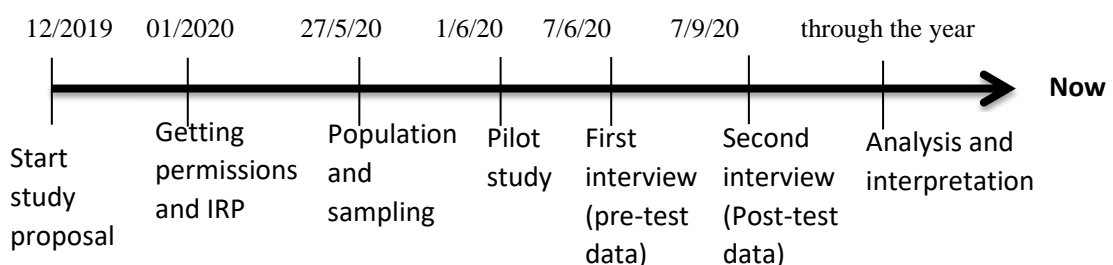 12/2019 01/2020 27/5/20 1/6/20 7/6/20 7/9/20 through the year
Now
Start
study
proposal
Getting
permissions
and IRP
Population
and
sampling
Pilot
study
First
interview
(pre-test
data)
Second
interview
(Post-test
data)
Analysis and
interpretation